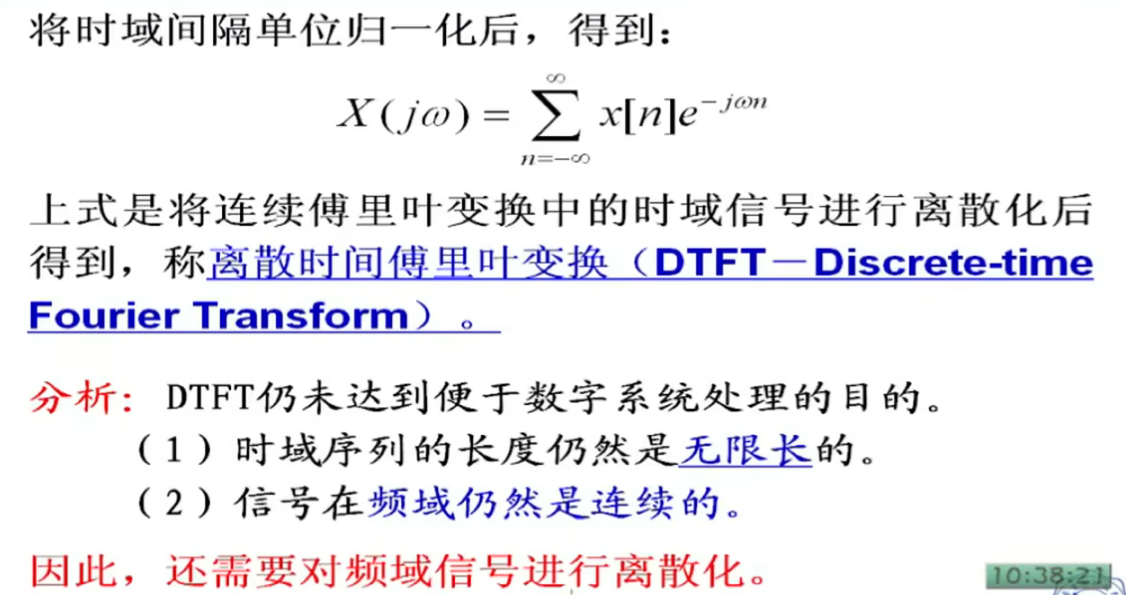 将时域间隔单位归一化后，得到：
X(jω) = ∑_{n=-∞}^{∞} x[n]e^{-jωn}
上式是将连续傅里叶变换中的时域信号进行离散化后
得到，称离散时间傅里叶变换（DTFT－Discrete-time
Fourier Transform）。
分析：DTFT仍未达到便于数字系统处理的目的。
（1）时域序列的长度仍然是无限长的。
（2）信号在频域仍然是连续的。
因此，还需要对频域信号进行离散化。
10:38:21